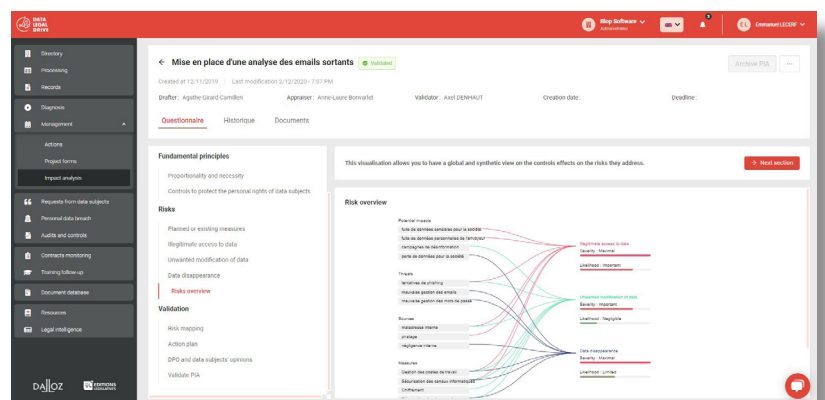 DATA
LEGAL
DRIVE
Blop Software
Administrator
EL
Emmanuel LECERF
Directory
Processing
Records
Diagnosis
Management
Actions
Project forms
Impact analysis
Requests from data subjects
Personal data breach
Audits and controls
Contracts monitoring
Training follow-up
Document database
Resources
Legal intelligence
DALLOZ
EDITIONS
LEGISLATIVES
← Mise en place d'une analyse des emails sortants
Validated
Archive PIA
...
Created at 12/11/2019 | Last modification 2/12/2020 - 7:07 PM
Drafter: Agathe Girard-Camilien
Appraiser: Anne-Laure Bonvarlet
Validator: Axel DENHAUT
Creation date:
Deadline:
Questionnaire
Historique
Documents
Fundamental principles
Proportionality and necessity
Controls to protect the personal rights of data subjects
Risks
Planned or existing measures
Illegitimate access to data
Unwanted modification of data
Data disappearance
Risks overview
Validation
Risk mapping
Action plan
DPO and data subjects' opinions
Validate PIA
This visualisation allows you to have a global and synthetic view on the controls effects on the risks they address.
→ Next section
Risk overview
Potential impacts
fuite de données sensibles pour la société
fuite de données personnelles de l'employeur
campagnes de désinformation
perte de données pour la société
Threats
tentatives de phishing
mauvaise gestion des emails
mauvaise gestion des mots de passe
Sources
maladresse interne
piratage
négligence interne
Measures
Gestion des postes de travail
Sécurisation des canaux informatiques
Chiffrement
Illegitimate access to data
Severity : Maximal
Likelihood : Important
Unwanted modification of data
Severity : Important
Likelihood : Negligible
Data disappearance
Severity : Maximal
Likelihood : Limited